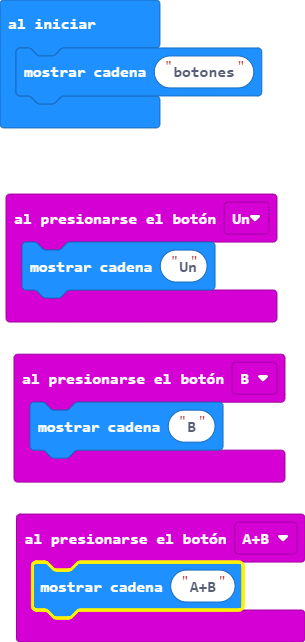 al iniciar
mostrar cadena "botones"
al presionarse el botón Un
mostrar cadena "Un"
al presionarse el botón B
mostrar cadena "B"
al presionarse el botón A+B
mostrar cadena "A+B"